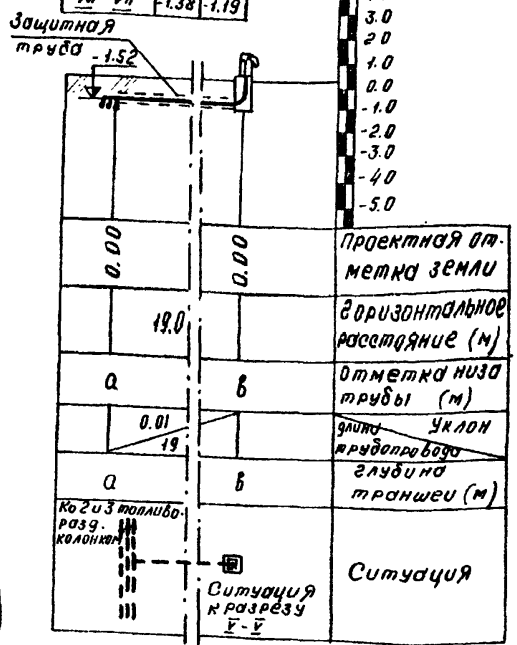 -1.38 -1.19
Защитная
труба
-1.52
3.0
2.0
1.0
0.0
-1.0
-2.0
-3.0
-4.0
-5.0
0.00 0.00 Проектная от-
метка земли
19.0 Горизонтальное
расстояние (м)
а в Отметка низа
трубы (м)
0.01 Уклон
19 длина
трубопровода
а в Глубина
траншеи (м)
Ко 2 и 3 топливо-
разд.
колонкам
Ситуация
Ситуация
к разрезу
V - V